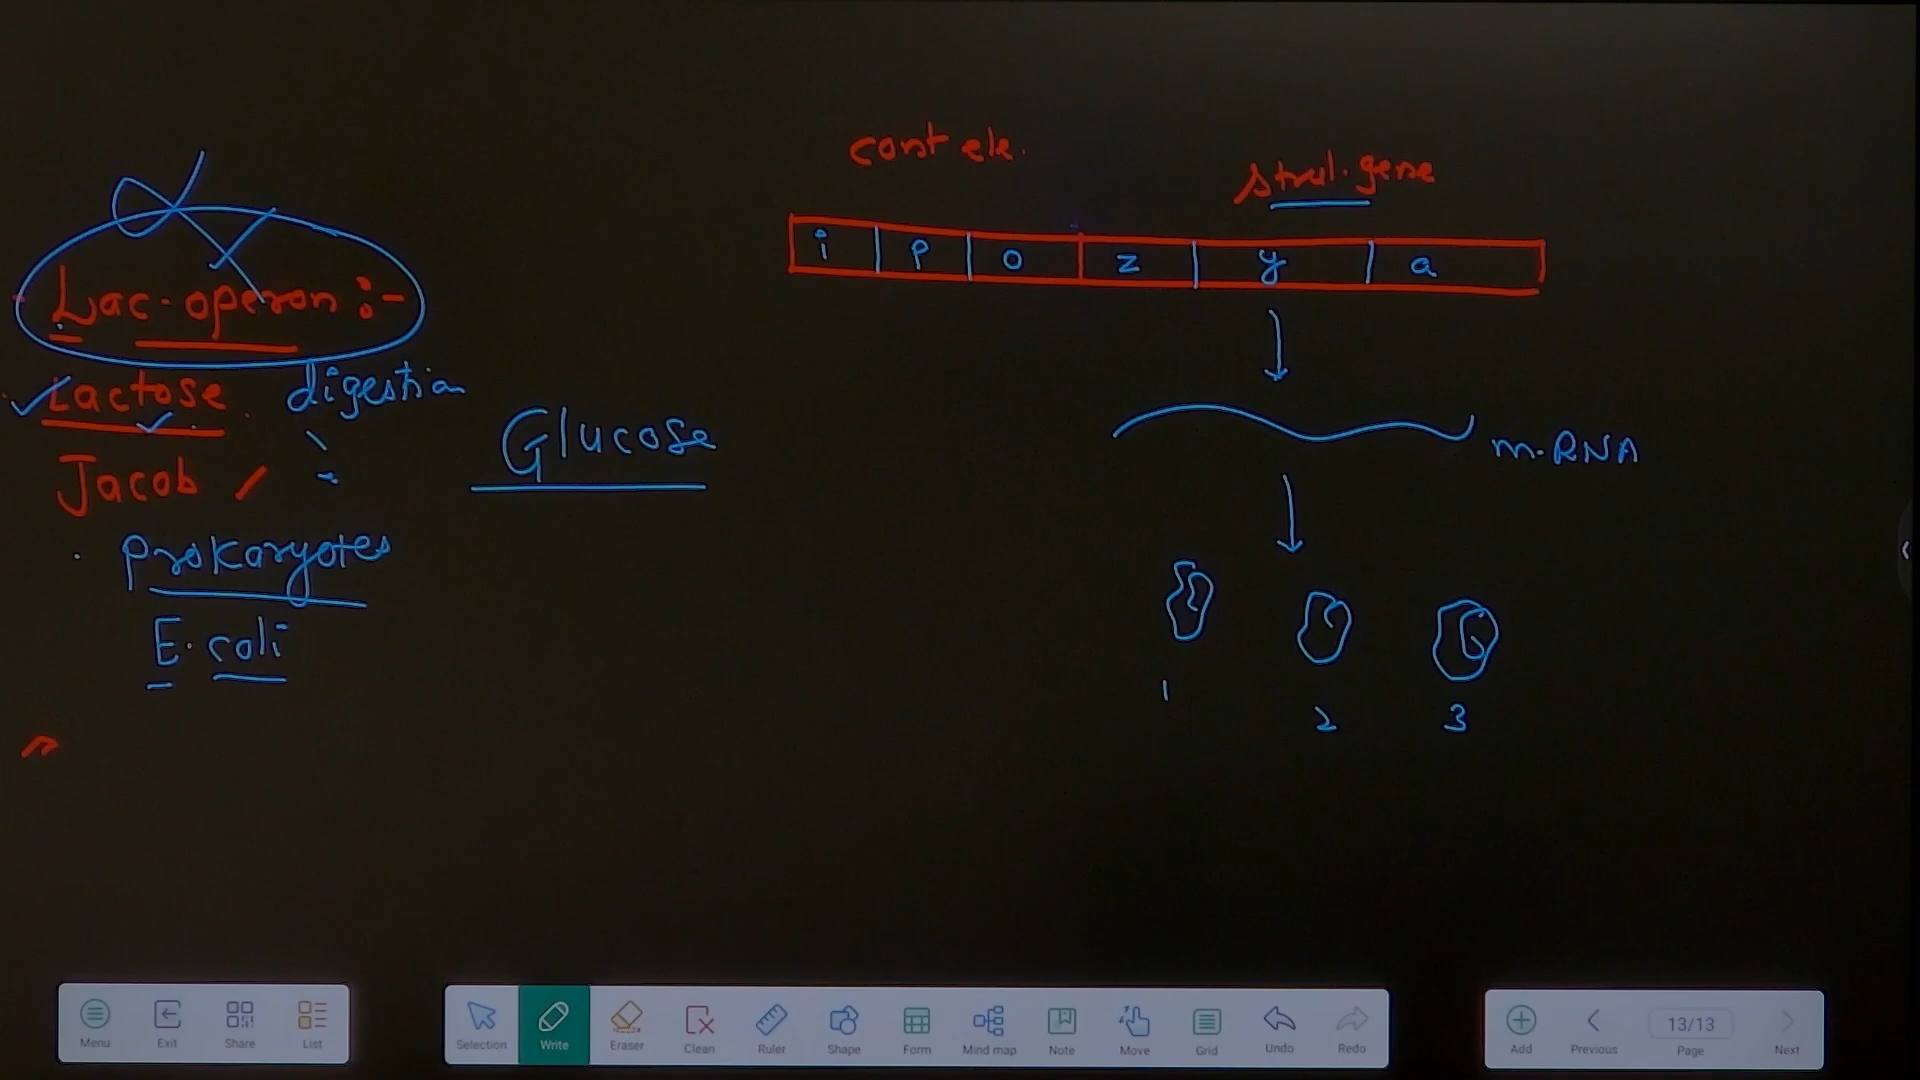 cont ele.
strul.gene
i p o z y a
Lac-operon :-
Lactose digestion
Glucose
m.RNA
Jacob /
Prokaryotes
E.coli
1 2 3
Menu Exit Share List
Selection Write Eraser Clean Ruler Shape Form Mind map Note Move Grid Undo Redo
Add Previous 13/13 Page Next